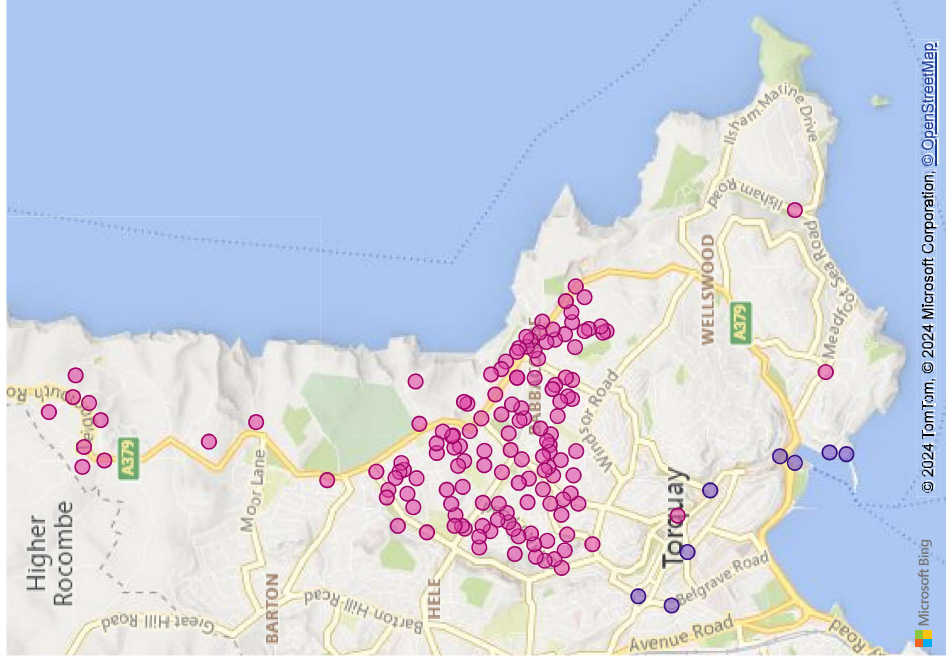 Ilsham Marine Drive
Ilsham Road
Meadfoot Sea Road
WELLSWOOD
A379
BABBA
Windsor Road
Torquay
Belgrave Road
Avenue Road
Road
A379
Moor Lane
Higher
Rocombe
BARTON
HELE
Barton Hill Road
Great Hill Road
Microsoft Bing
© 2024 TomTom, © 2024 Microsoft Corporation, © OpenStreetMap